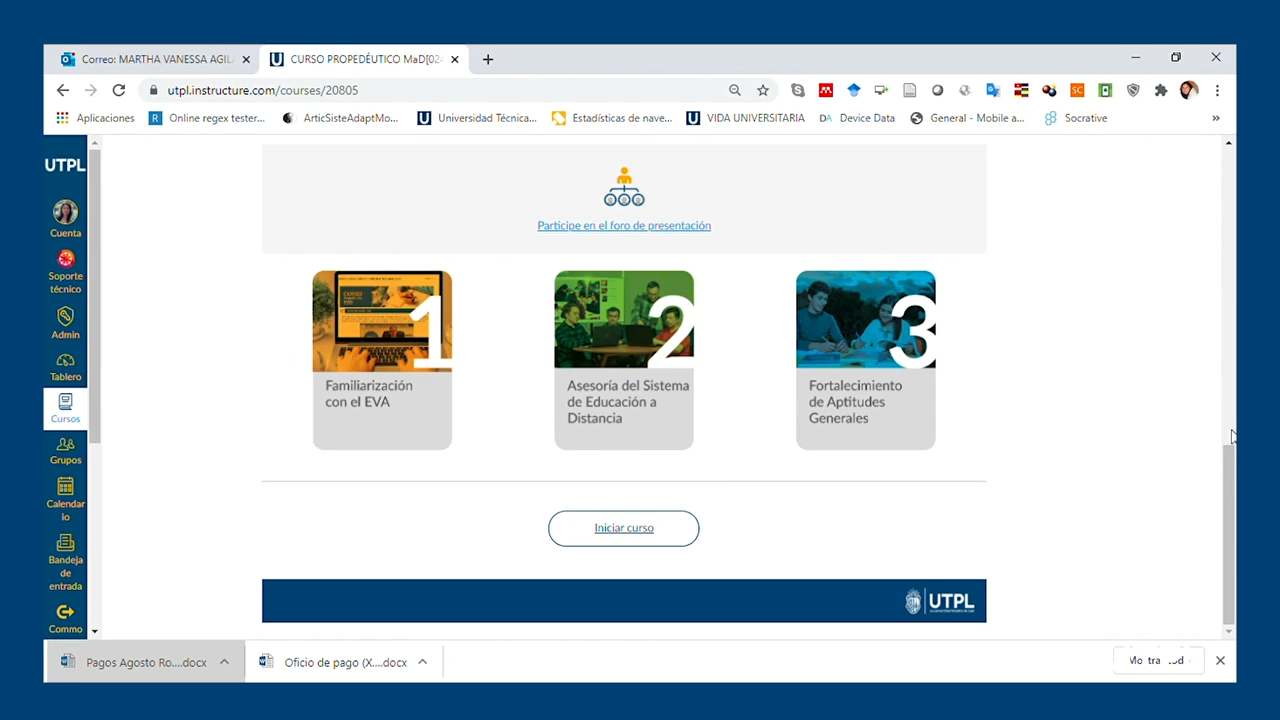 Correo: MARTHA VANESSA AGIL
CURSO PROPEDÉUTICO MaD[024
utpl.instructure.com/courses/20805
Aplicaciones
Online regex tester...
ArticSisteAdaptMo...
Universidad Técnica...
Estadísticas de nave...
VIDA UNIVERSITARIA
DA Device Data
General - Mobile a...
Socrative
UTPL
Cuenta
Soporte
técnico
Admin
Tablero
Cursos
Grupos
Calendar
io
Bandeja
de
entrada
Commo
Participe en el foro de presentación
1
Familiarización
con el EVA
2
Asesoría del Sistema
de Educación a
Distancia
3
Fortalecimiento
de Aptitudes
Generales
Iniciar curso
UTPL
Pagos Agosto Ro....docx
Oficio de pago (X....docx